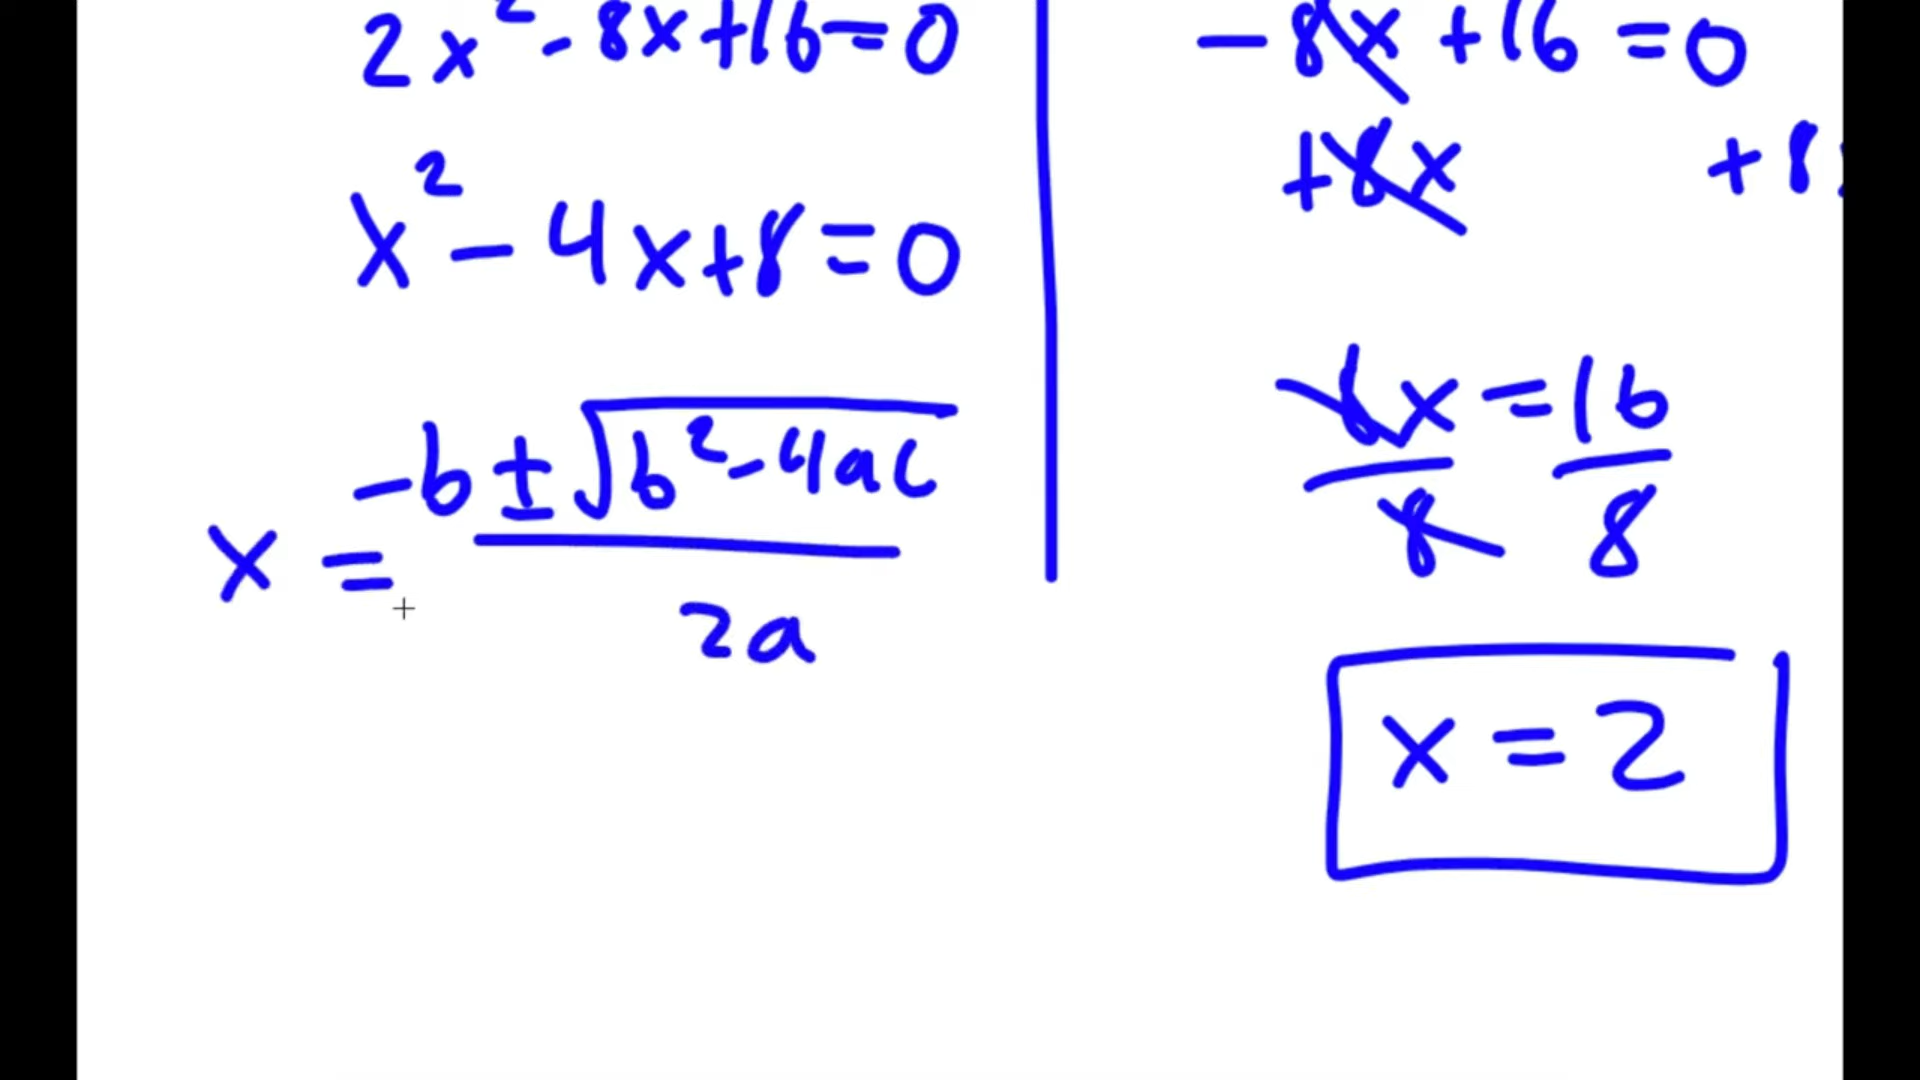 2x²-8x+16=0
x²-4x+8=0
x = -b±√b²-4ac
2a
-8x+16=0
+8x +8
8x=16
8 8
x=2